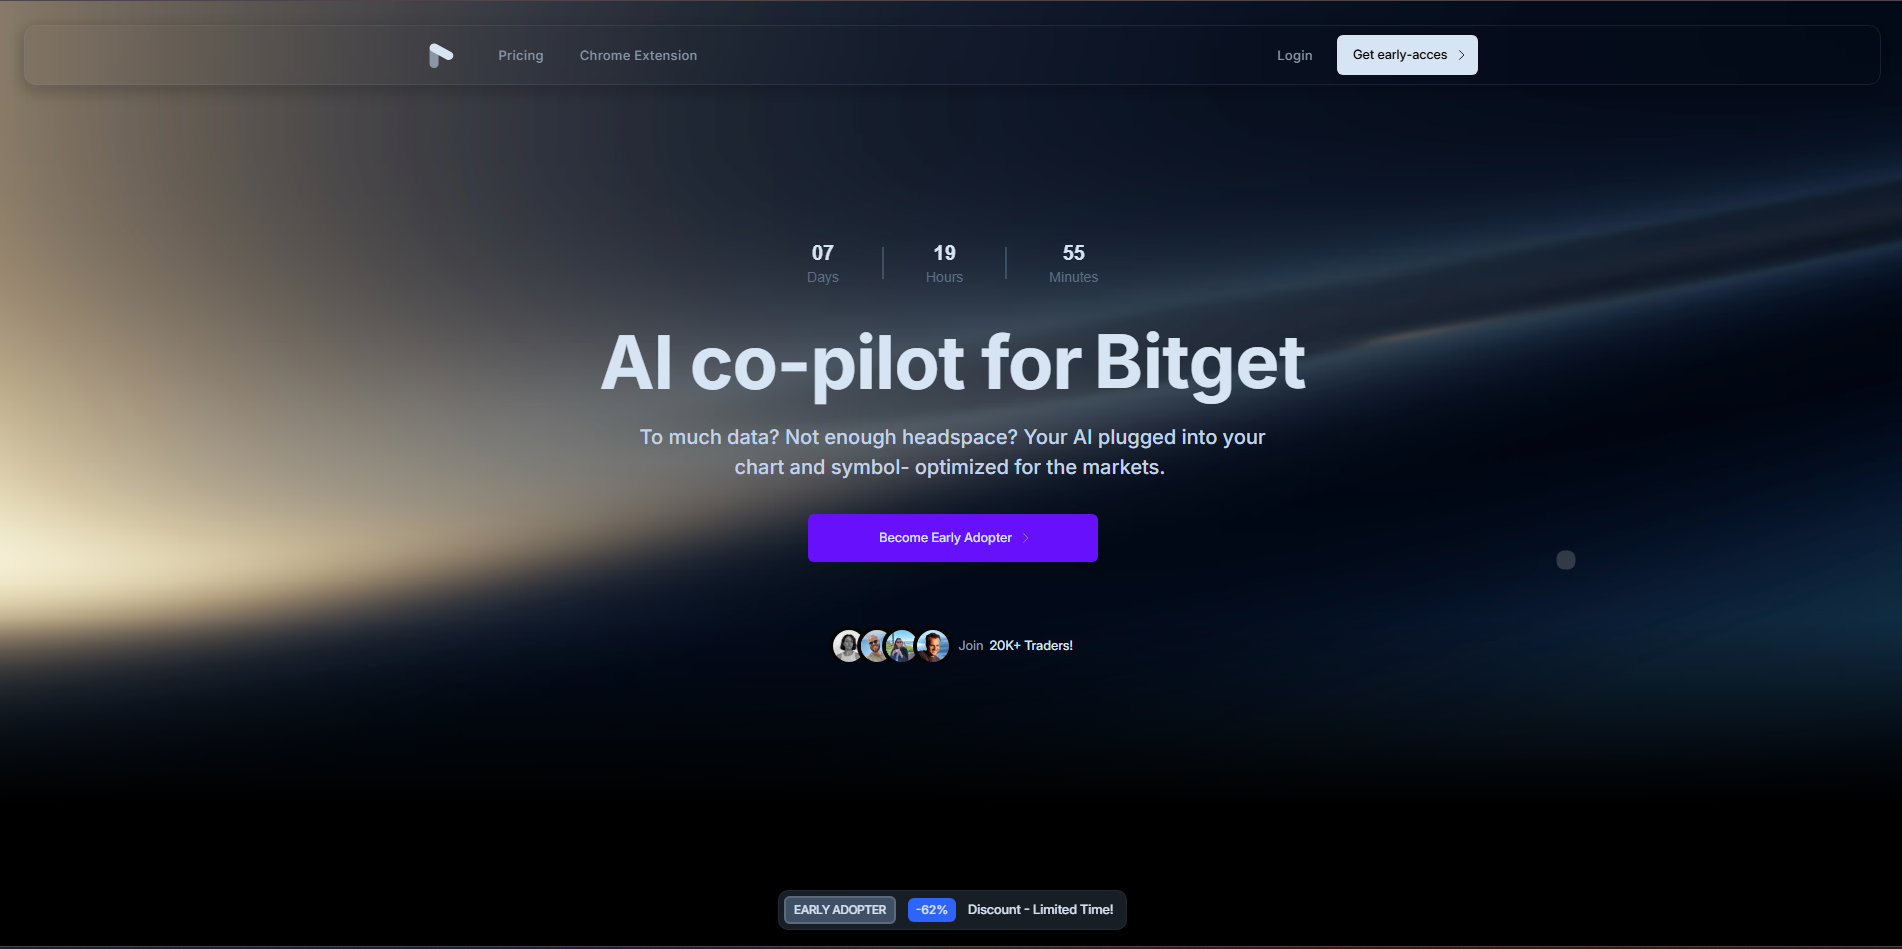 Pricing
Chrome Extension
Login
Get early-acces
07
Days
19
Hours
55
Minutes
AI co-pilot for Bitget
To much data? Not enough headspace? Your AI plugged into your
chart and symbol- optimized for the markets.
Become Early Adopter
Join 20K+ Traders!
EARLY ADOPTER
-62%
Discount - Limited Time!